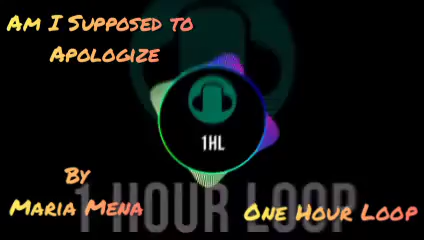 Am I Supposed to
Apologize
1HL
By
Maria Mena
1 HOUR LOOP
One Hour Loop